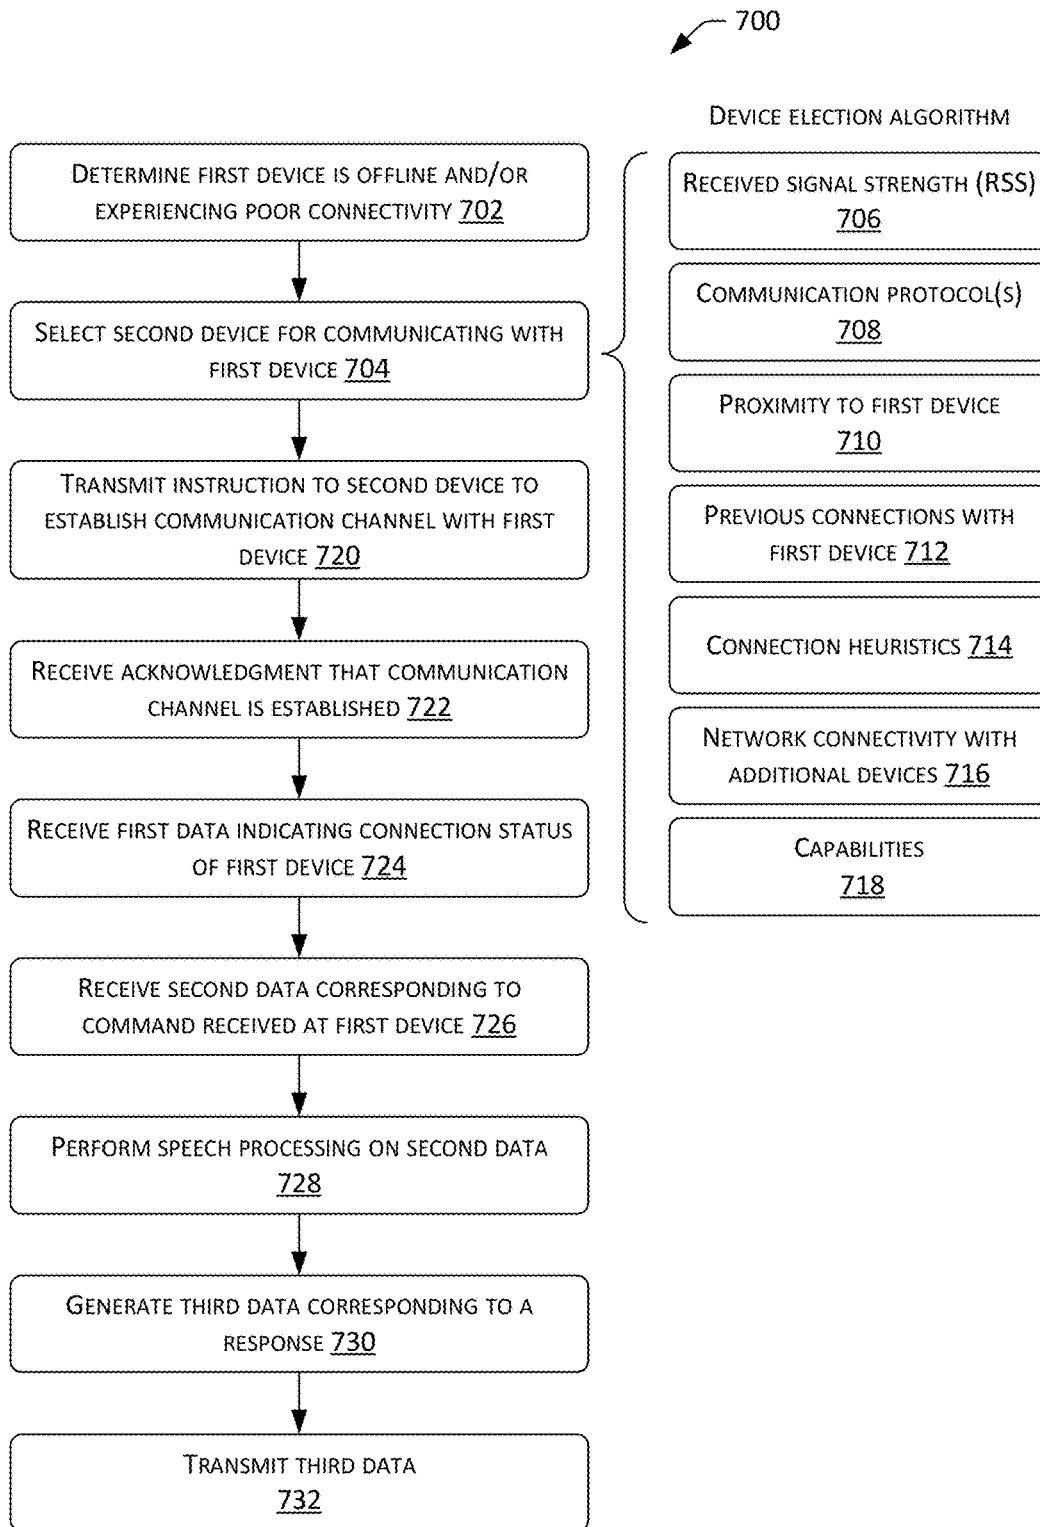 700
DETERMINE FIRST DEVICE IS OFFLINE AND/OR
EXPERIENCING POOR CONNECTIVITY 702
SELECT SECOND DEVICE FOR COMMUNICATING WITH
FIRST DEVICE 704
TRANSMIT INSTRUCTION TO SECOND DEVICE TO
ESTABLISH COMMUNICATION CHANNEL WITH FIRST
DEVICE 720
RECEIVE ACKNOWLEDGMENT THAT COMMUNICATION
CHANNEL IS ESTABLISHED 722
RECEIVE FIRST DATA INDICATING CONNECTION STATUS
OF FIRST DEVICE 724
RECEIVE SECOND DATA CORRESPONDING TO
COMMAND RECEIVED AT FIRST DEVICE 726
PERFORM SPEECH PROCESSING ON SECOND DATA
728
GENERATE THIRD DATA CORRESPONDING TO A
RESPONSE 730
TRANSMIT THIRD DATA
732
DEVICE ELECTION ALGORITHM
RECEIVED SIGNAL STRENGTH (RSS)
706
COMMUNICATION PROTOCOL(S)
708
PROXIMITY TO FIRST DEVICE
710
PREVIOUS CONNECTIONS WITH
FIRST DEVICE 712
CONNECTION HEURISTICS 714
NETWORK CONNECTIVITY WITH
ADDITIONAL DEVICES 716
CAPABILITIES
718